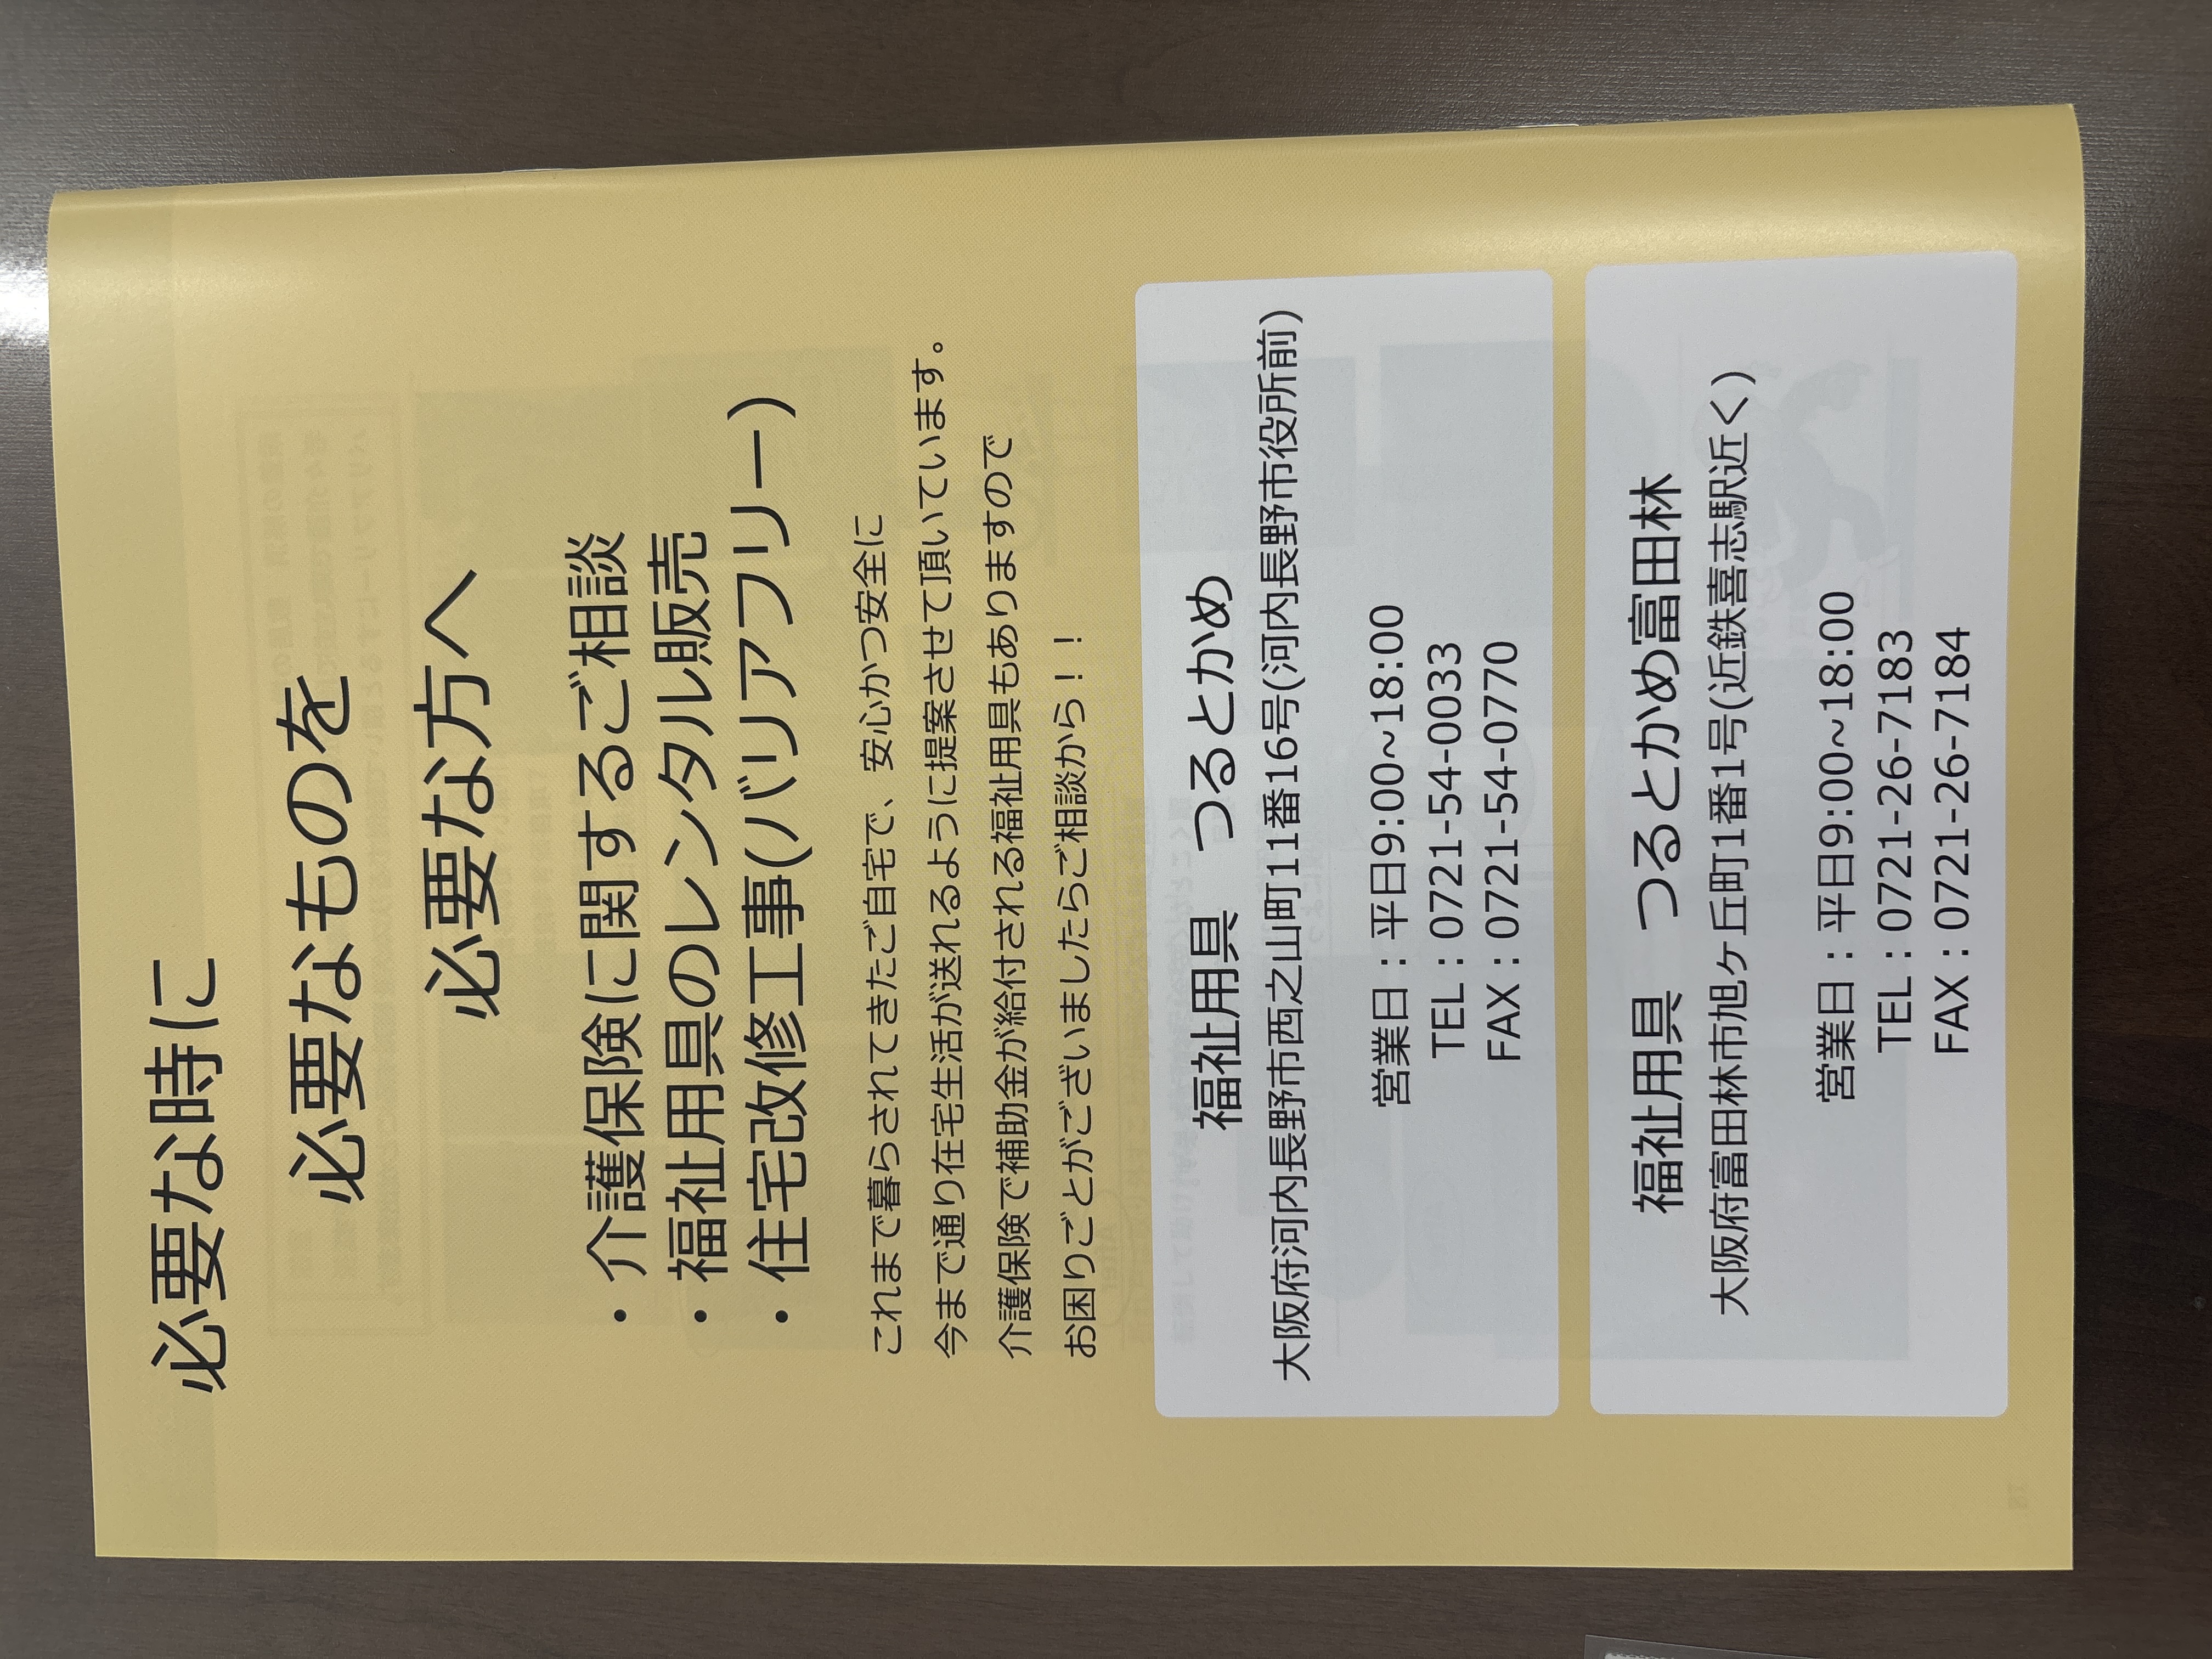 必要な時に
必要なものを
必要な方へ
・介護保険に関するご相談
・福祉用具のレンタル販売
・住宅改修工事(バリアフリー)
これまで暮らされてきたご自宅で、安心かつ安全に
今まで通り在宅生活が送れるように提案させて頂いています。
介護保険で補助金が給付される福祉用具もありますので
お困りごとがございましたらご相談から！！
福祉用具　つるとかめ
大阪府河内長野市西之山町11番16号(河内長野市役所前)
営業日：平日9:00~18:00
TEL：0721-54-0033
FAX：0721-54-0770
福祉用具　つるとかめ富田林
大阪府富田林市旭ヶ丘町1番1号(近鉄喜志駅近く)
営業日：平日9:00~18:00
TEL：0721-26-7183
FAX：0721-26-7184